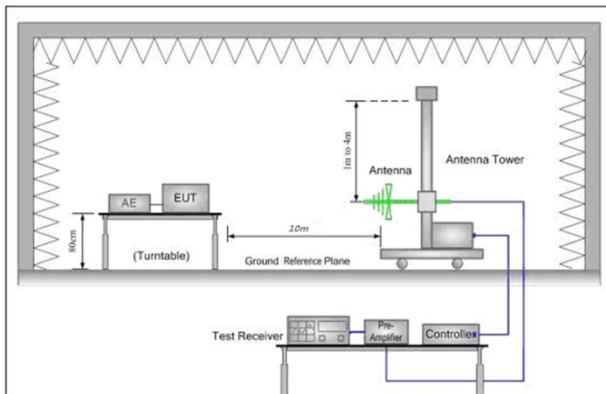 1m to 4m
Antenna
Antenna Tower
AE
EUT
80cm
(Turntable)
10m
Ground Reference Plane
Test Receiver
Pre-
Amplifier
Controller